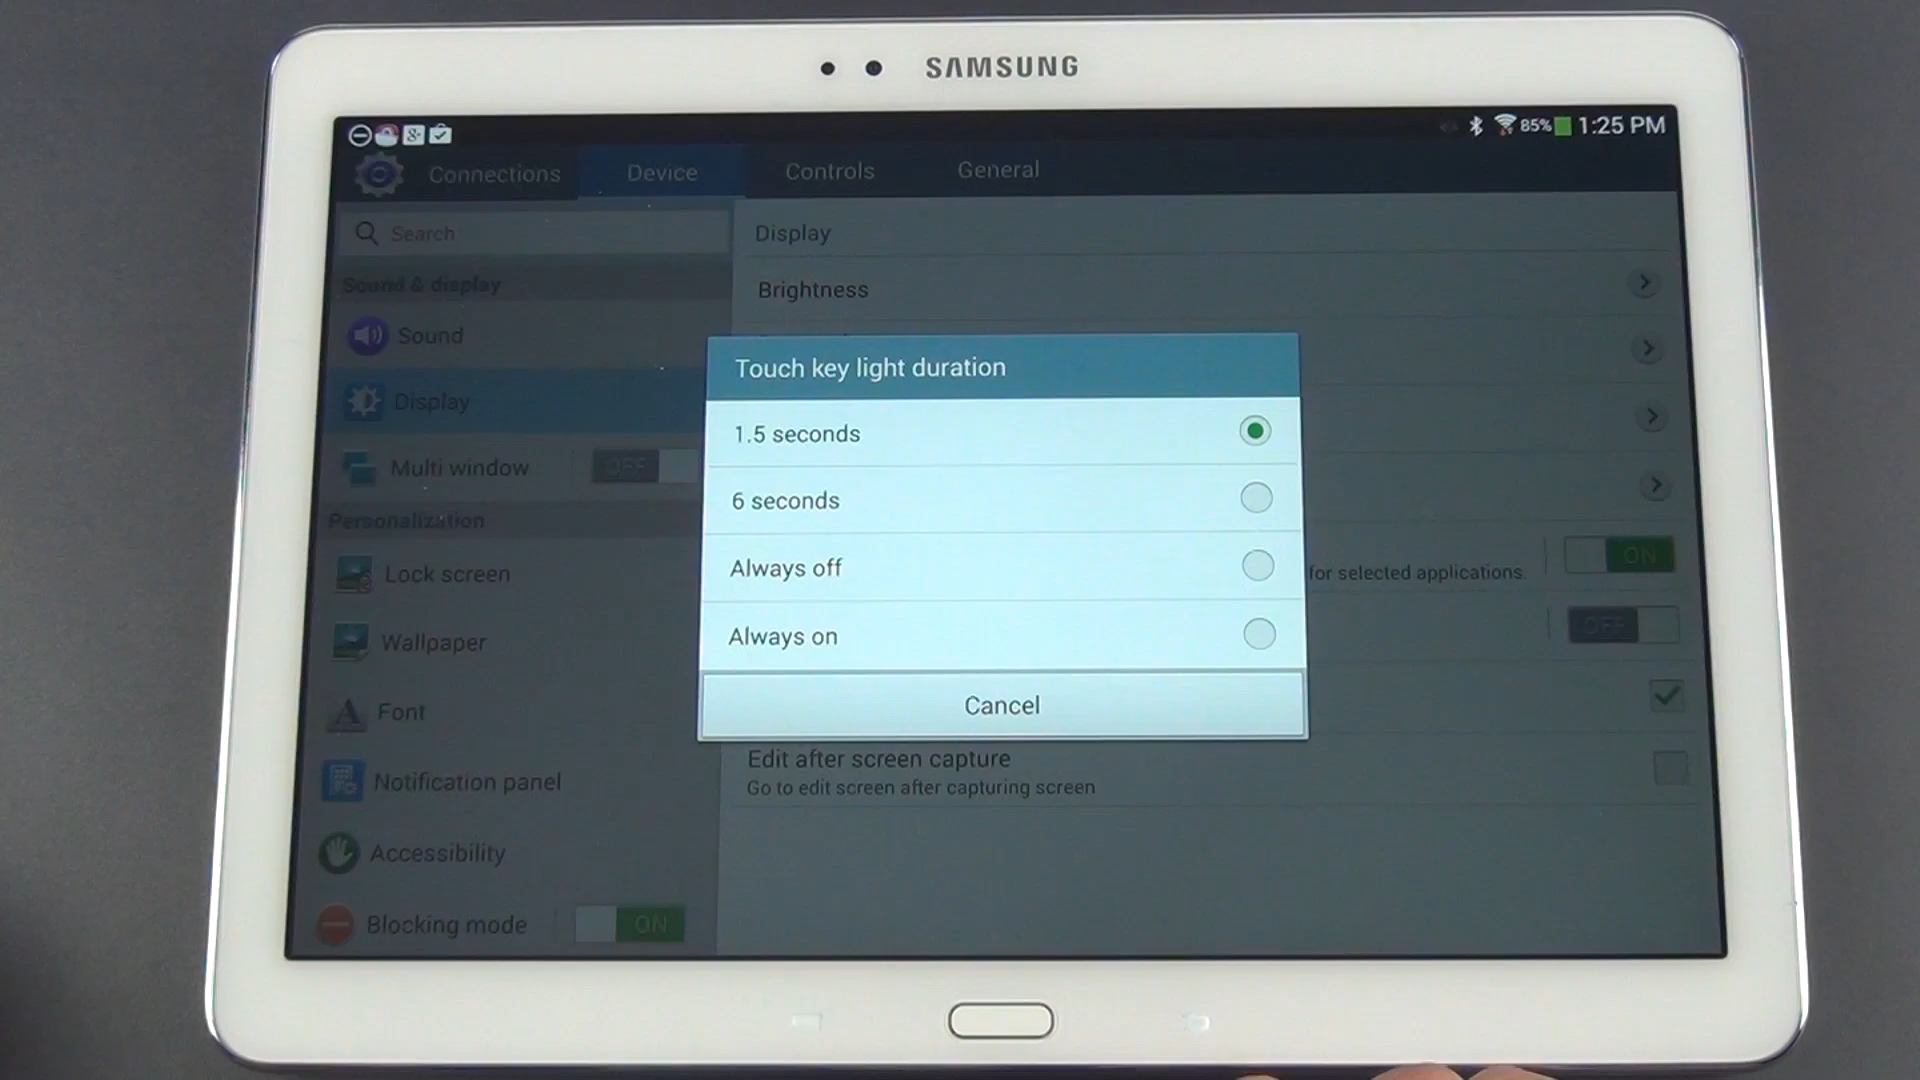 SAMSUNG
85% 1:25 PM
Connections Device Controls General
Search
Sound & display
Sound
Display
Multi window OFF
Personalization
Lock screen
Wallpaper
Font
Notification panel
Accessibility
Blocking mode ON
Display
Brightness
for selected applications. ON
OFF
Edit after screen capture
Go to edit screen after capturing screen
Touch key light duration
1.5 seconds
6 seconds
Always off
Always on
Cancel